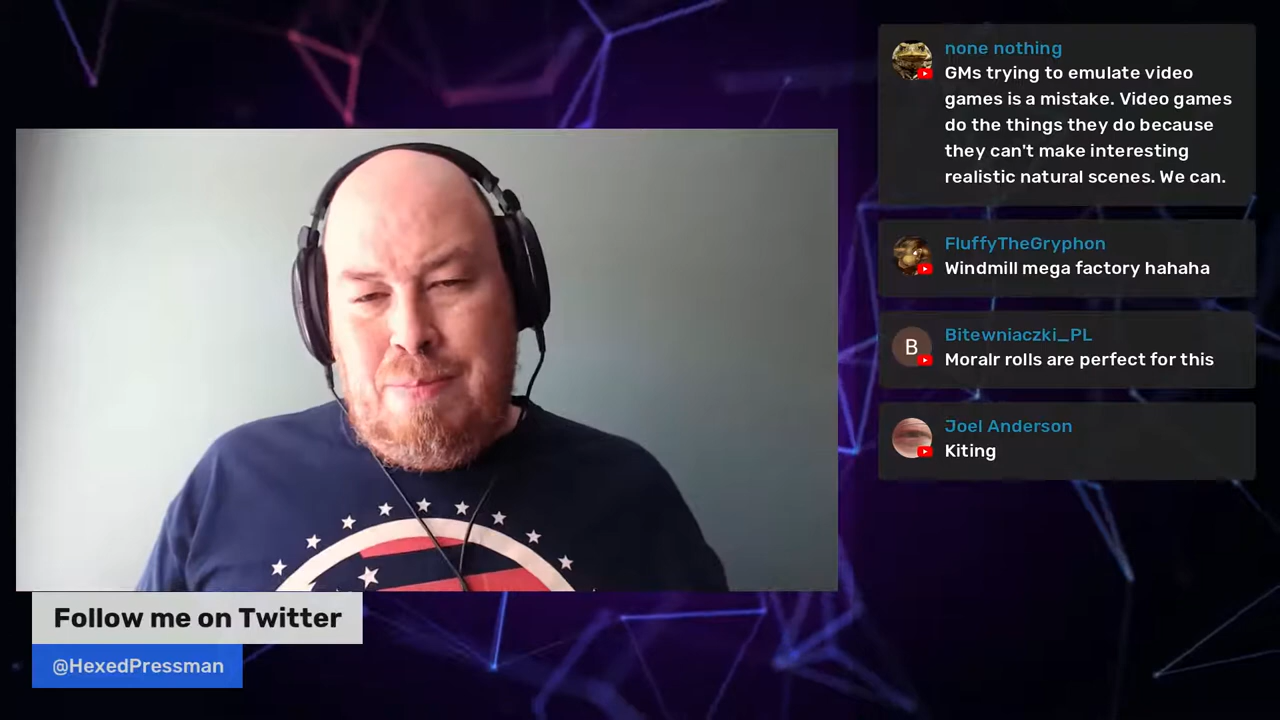 none nothing
GMs trying to emulate video
games is a mistake. Video games
do the things they do because
they can't make interesting
realistic natural scenes. We can.
FluffyTheGryphon
Windmill mega factory hahaha
B
Bitewniaczki_PL
Moralr rolls are perfect for this
Joel Anderson
Kiting
Follow me on Twitter
@HexedPressman